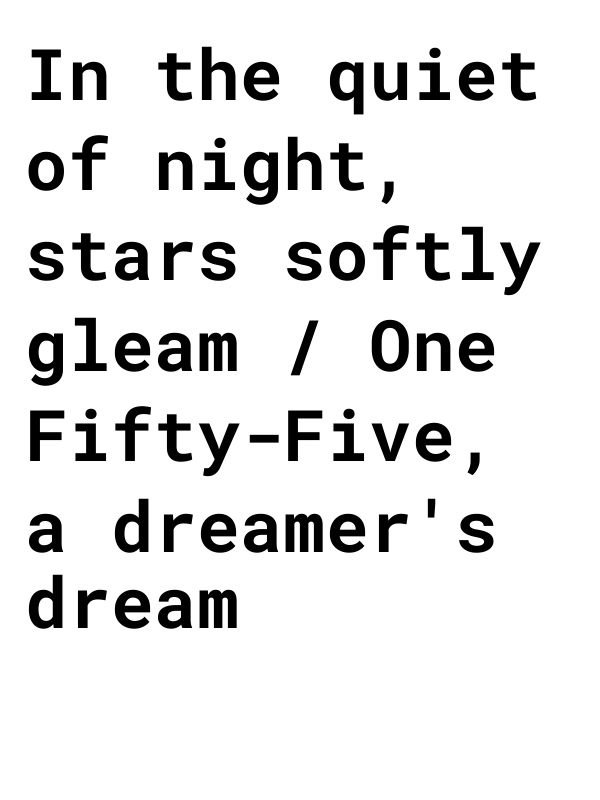 In the quiet
of night,
stars softly
gleam / One
Fifty-Five,
a dreamer's
dream